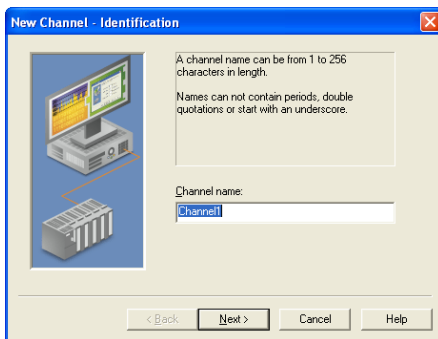 New Channel - Identification
A channel name can be from 1 to 256
characters in length.
Names can not contain periods, double
quotations or start with an underscore.
Channel name:
Channel1
< Back
Next >
Cancel
Help